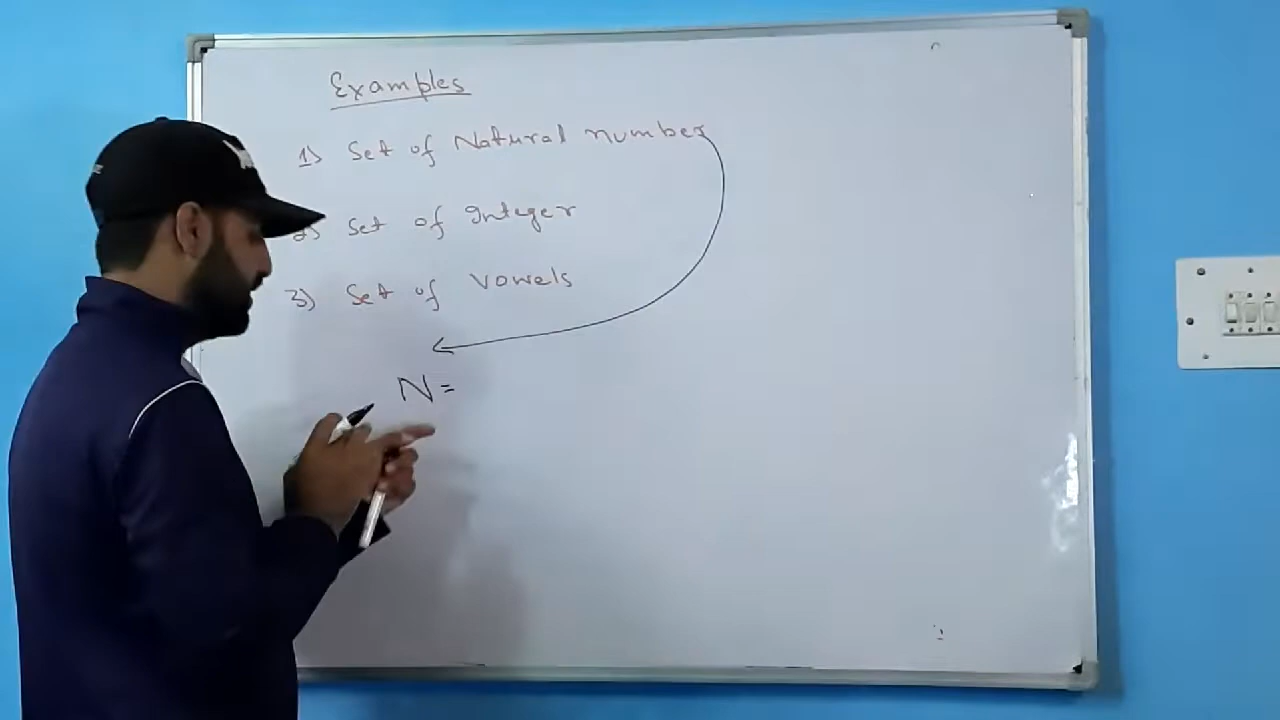 Examples
1) Set of Natural number
2) Set of Integer
3) Set of Vowels
N=